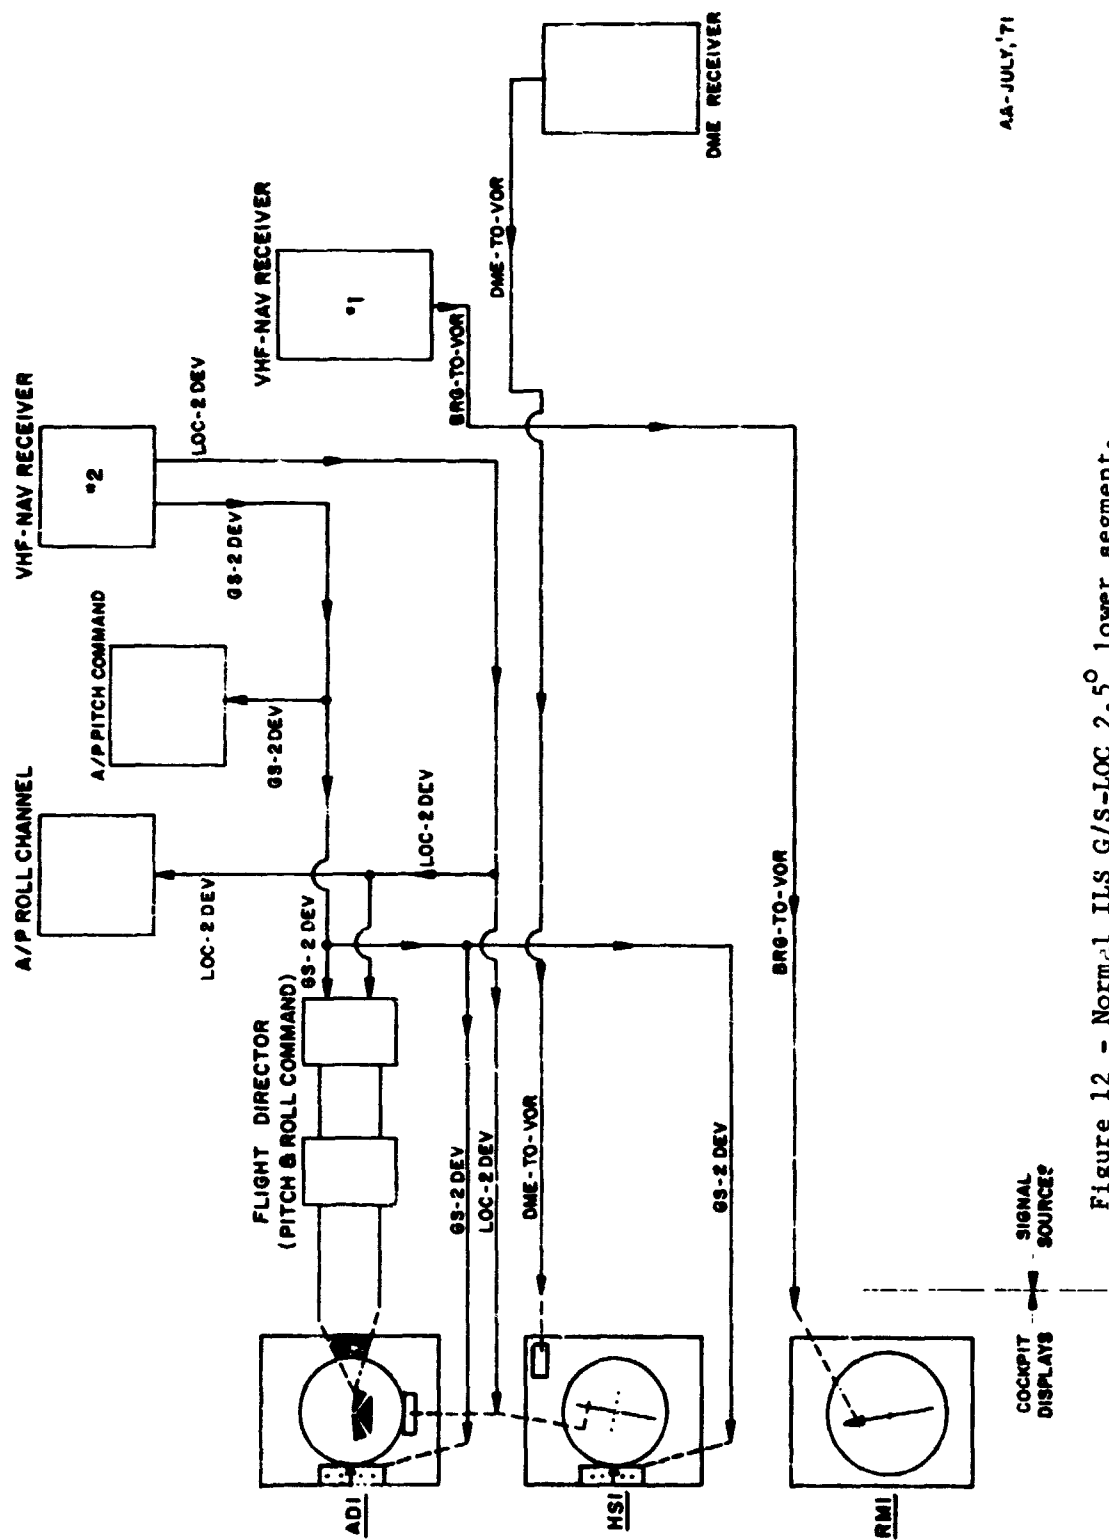 A/P ROLL CHANNEL
A/P PITCH COMMAND
VHF-NAV RECEIVER
#2
VHF-NAV RECEIVER
#1
DME RECEIVER
LOC-2 DEV
GS-2 DEV
GS-2 DEV
LOC-2 DEV
LOC-2 DEV
GS-2 DEV
BRG-TO-VOR
DME-TO-VOR
FLIGHT DIRECTOR
(PITCH & ROLL COMMAND)
GS-2 DEV
LOC-2 DEV
DME-TO-VOR
GS-2 DEV
BRG-TO-VOR
ADI
HSI
RMI
COCKPIT
DISPLAYS
SIGNAL
SOURCES
AA-JULY,'71
Figure 12 - Normal ILS G/S-LOC 2.5° lower segment.